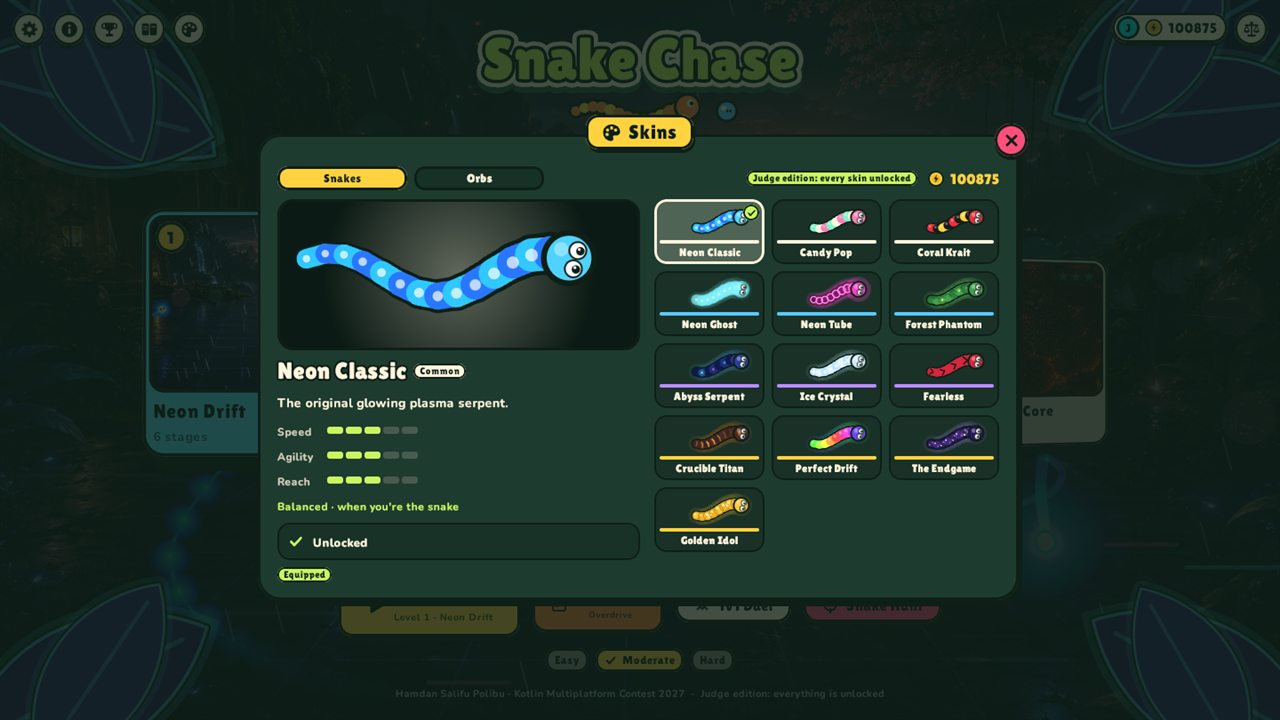 J 100875
Snake Chase
Skins
Snakes
Orbs
Judge edition: every skin unlocked
100875
Neon Classic
Candy Pop
Coral Krait
Neon Ghost
Neon Tube
Forest Phantom
Abyss Serpent
Ice Crystal
Fearless
Crucible Titan
Perfect Drift
The Endgame
Golden Idol
Neon Classic Common
The original glowing plasma serpent.
Speed
Agility
Reach
Balanced · when you're the snake
Unlocked
Equipped
1
Neon Drift
6 stages
Core
Level 1 · Neon Drift
Overdrive
1v1 Duel
Snake Hunt
Easy
Moderate
Hard
Hamdan Salifu Polibu · Kotlin Multiplatform Contest 2027 · Judge edition: everything is unlocked